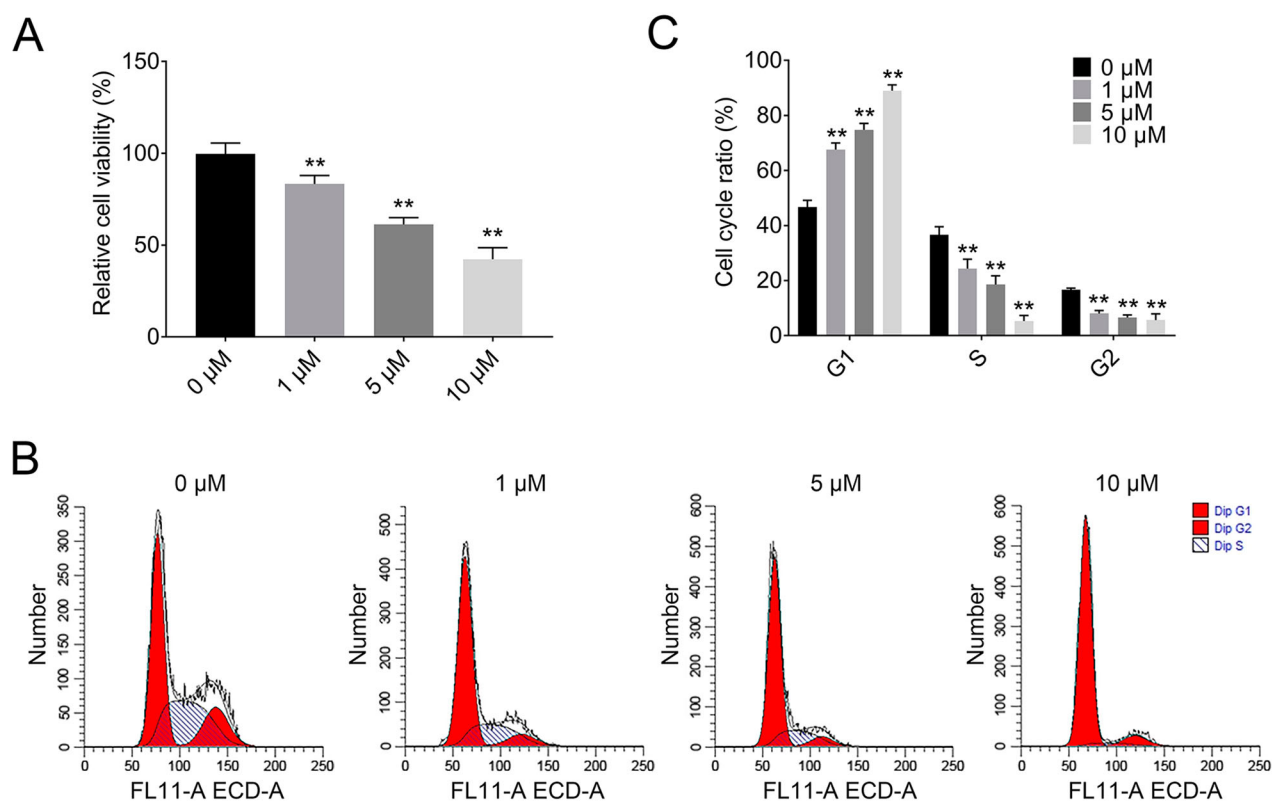 A
Relative cell viability (%)
150
100
50
0
**
**
**
0 µM
1 µM
5 µM
10 µM
C
Cell cycle ratio (%)
100
80
60
40
20
0
**
**
**
**
**
**
**
**
**
G1
S
G2
0 µM
1 µM
5 µM
10 µM
B
0 µM
Number
350
300
250
200
150
100
50
0
0 50 100 150 200 250
FL11-A ECD-A
1 µM
Number
500
400
300
200
100
0
0 50 100 150 200 250
FL11-A ECD-A
5 µM
Number
600
500
400
300
200
100
0
0 50 100 150 200 250
FL11-A ECD-A
10 µM
Number
600
500
400
300
200
100
0
0 50 100 150 200 250
FL11-A ECD-A
Dip G1
Dip G2
Dip S